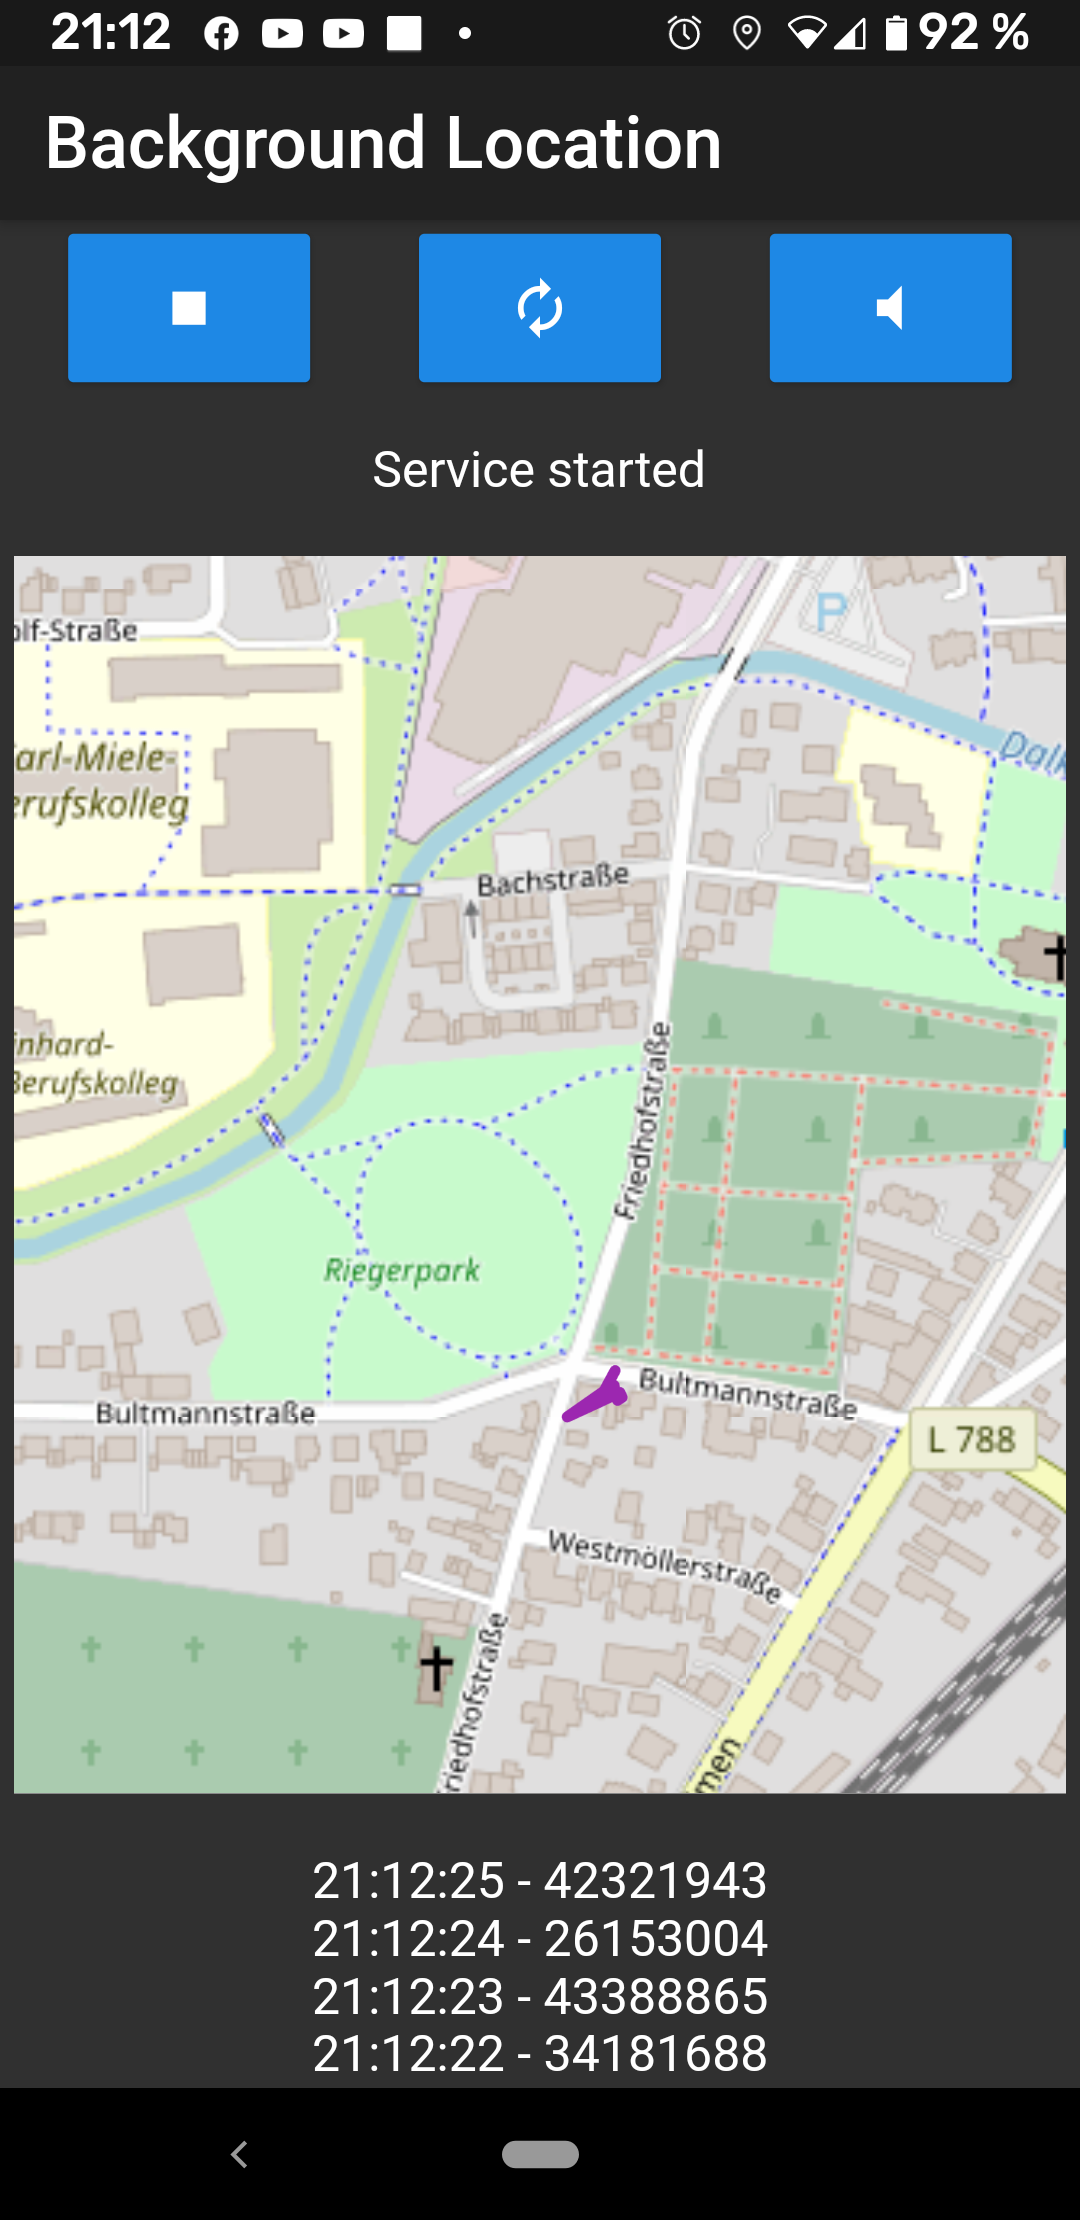 21:12
92 %
Background Location
Service started
olf-Straße
P
arl-Miele-
erufskolleg
Dalk
Bachstraße
inhard-
Berufskolleg
Friedhofstraße
Riegerpark
Bultmannstraße
Bultmannstraße
L 788
Westmöllerstraße
riedhofstraße
men
21:12:25 - 42321943
21:12:24 - 26153004
21:12:23 - 43388865
21:12:22 - 34181688